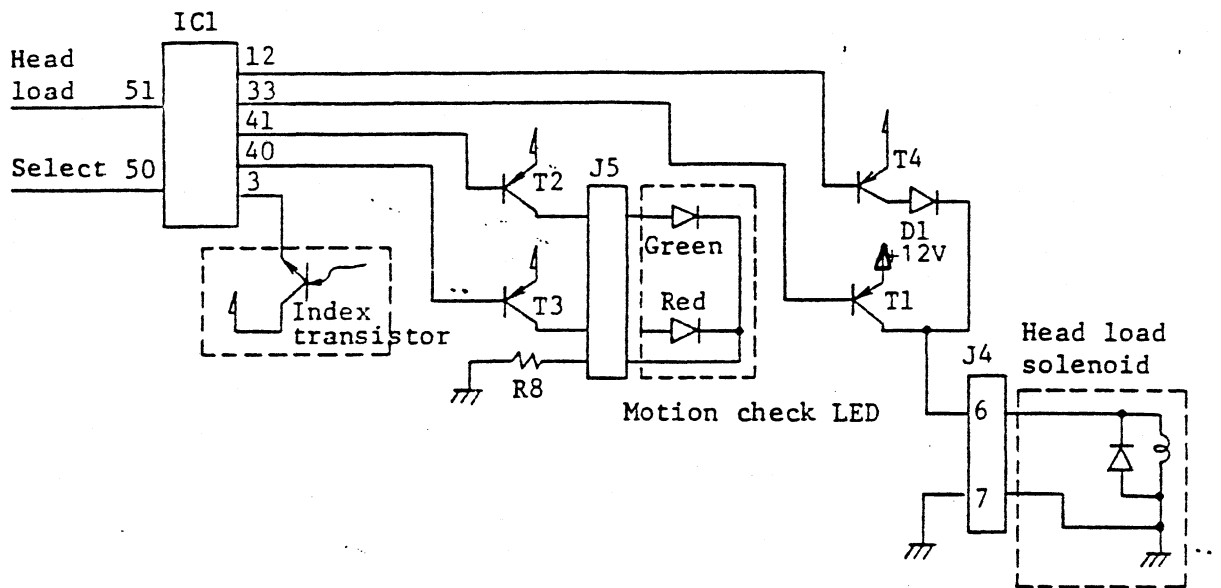 IC1
Head
load 51
Select 50
12
33
41
40
3
Index
transistor
T2
T3
J5
R8
Green
Red
Motion check LED
T4
D1
+12V
T1
J4
6
7
Head load
solenoid